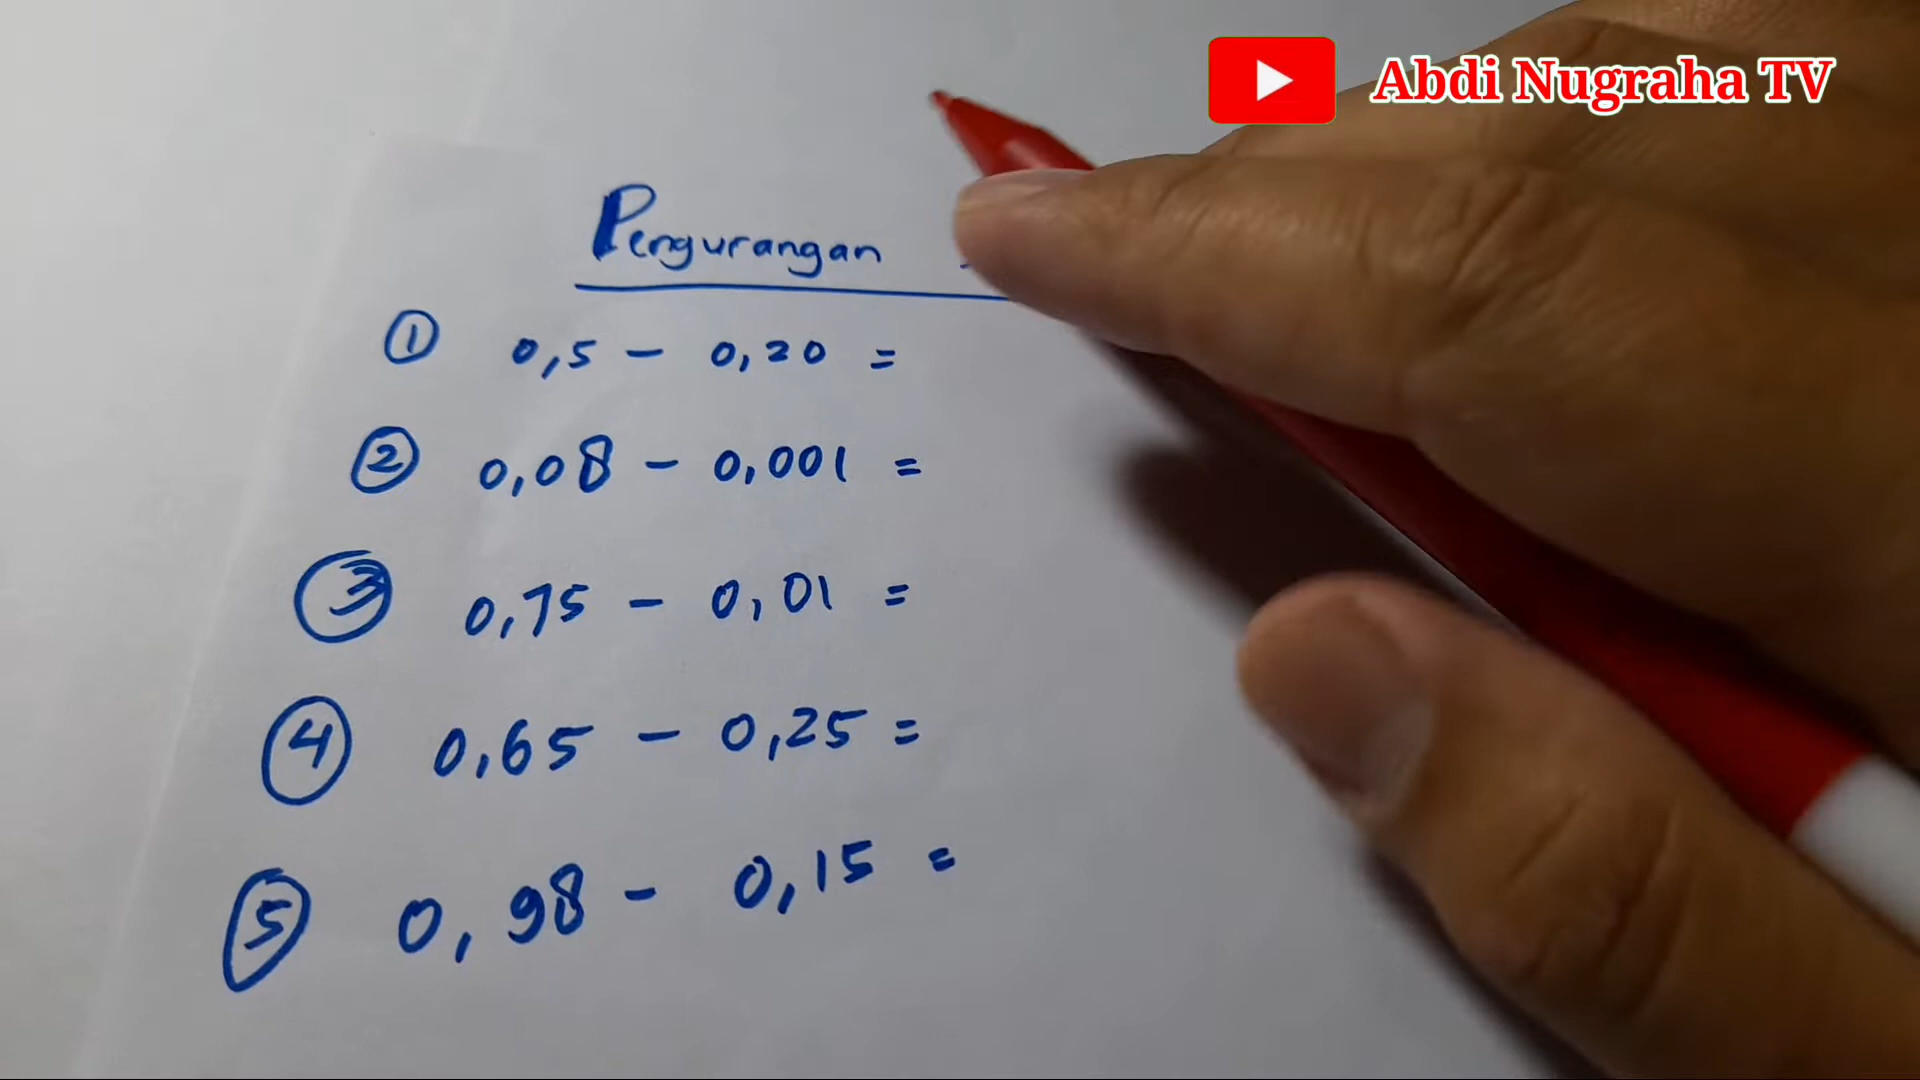 Abdi Nugraha TV
Pengurangan
1 0,5 - 0,20 =
2 0,08 - 0,001 =
3 0,75 - 0,01 =
4 0,65 - 0,25 =
5 0,98 - 0,15 =